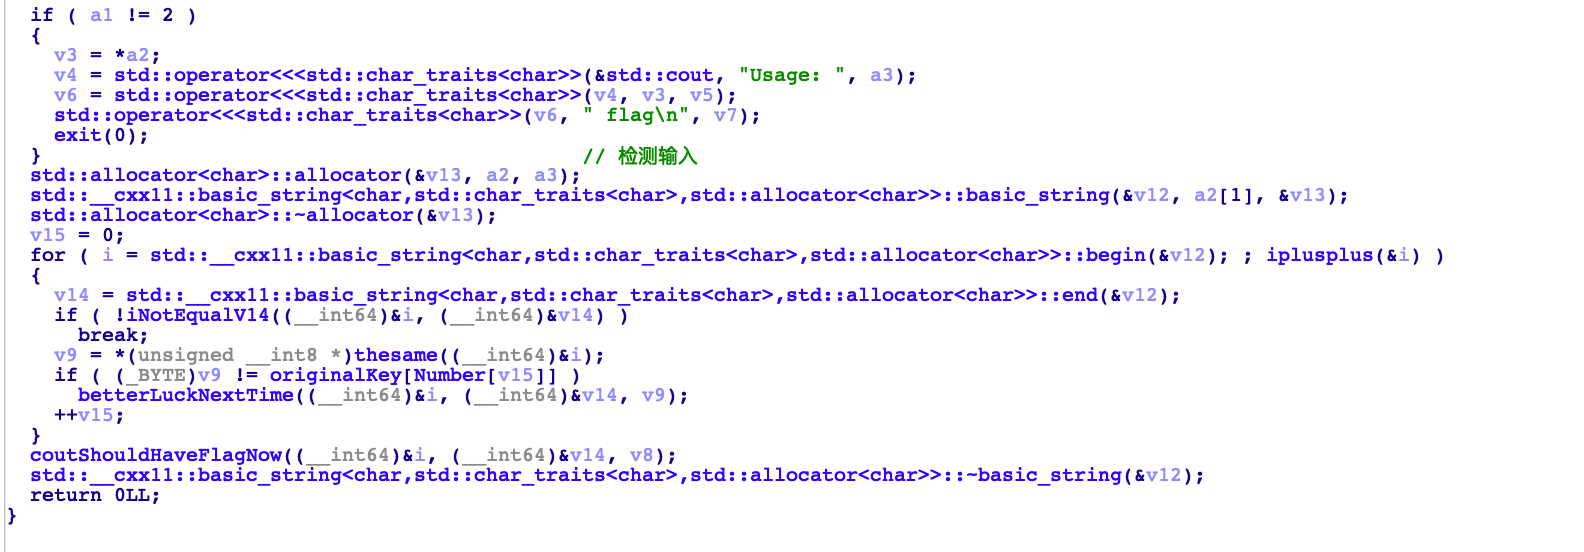 if ( a1 != 2 )
{
v3 = *a2;
v4 = std::operator<<<std::char_traits<char>>(&std::cout, "Usage: ", a3);
v6 = std::operator<<<std::char_traits<char>>(v4, v3, v5);
std::operator<<<std::char_traits<char>>(v6, " flag\n", v7);
exit(0);
} // 检测输入
std::allocator<char>::allocator(&v13, a2, a3);
std::__cxx11::basic_string<char,std::char_traits<char>,std::allocator<char>>::basic_string(&v12, a2[1], &v13);
std::allocator<char>::~allocator(&v13);
v15 = 0;
for ( i = std::__cxx11::basic_string<char,std::char_traits<char>,std::allocator<char>>::begin(&v12); ; iplusplus(&i) )
{
v14 = std::__cxx11::basic_string<char,std::char_traits<char>,std::allocator<char>>::end(&v12);
if ( !iNotEqualV14((__int64)&i, (__int64)&v14) )
break;
v9 = *(unsigned __int8 *)thesame((__int64)&i);
if ( (_BYTE)v9 != originalKey[Number[v15]] )
betterLuckNextTime((__int64)&i, (__int64)&v14, v9);
++v15;
}
coutShouldHaveFlagNow((__int64)&i, (__int64)&v14, v8);
std::__cxx11::basic_string<char,std::char_traits<char>,std::allocator<char>>::~basic_string(&v12);
return 0LL;
}